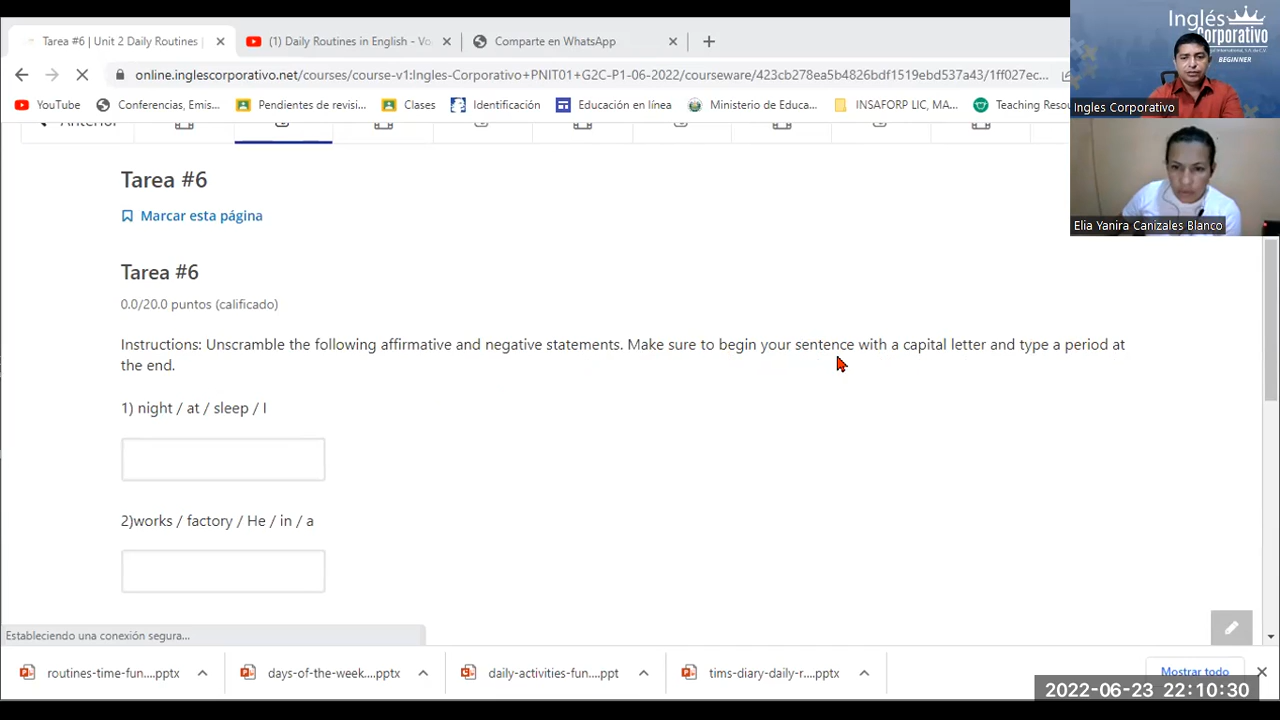 Tarea #6 | Unit 2 Daily Routines |
(1) Daily Routines in English - Vo
Comparte en WhatsApp
online.inglescorporativo.net/courses/course-v1:Ingles-Corporativo+PNIT01+G2C-P1-06-2022/courseware/423cb278ea5b4826bdf1519ebd537a43/1ff027ec...
YouTube
Conferencias, Emis...
Pendientes de revisi...
Clases
Identificación
Educación en línea
Ministerio de Educa...
INSAFORP LIC, MA...
Teaching Resou
Inglés
Corporativo
BEGINNER
Ingles Corporativo
Elia Yanira Canizales Blanco
Anterior
Tarea #6
Marcar esta página
Tarea #6
0.0/20.0 puntos (calificado)
Instructions: Unscramble the following affirmative and negative statements. Make sure to begin your sentence with a capital letter and type a period at
the end.
1) night / at / sleep / I
2)works / factory / He / in / a
Estableciendo una conexión segura...
routines-time-fun....pptx
days-of-the-week....pptx
daily-activities-fun....ppt
tims-diary-daily-r....pptx
Mostrar todo
2022-06-23 22:10:30